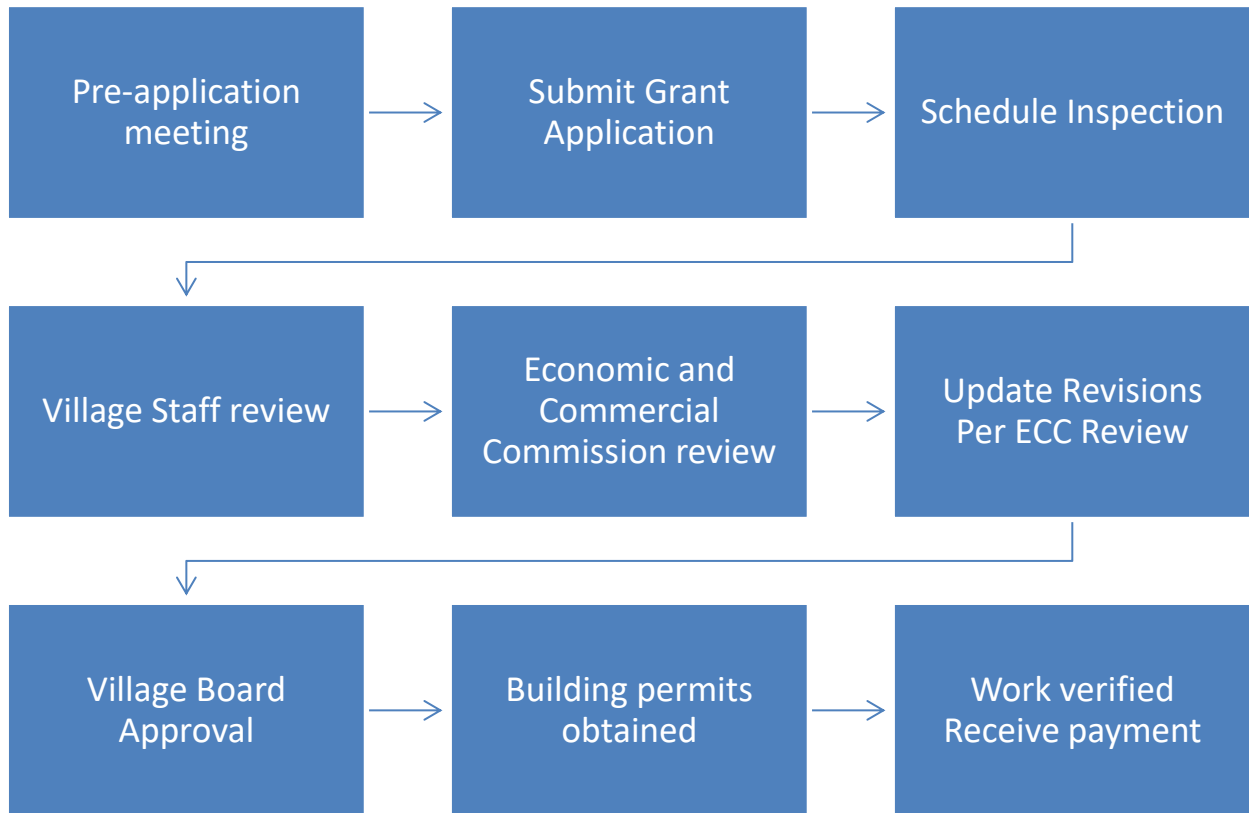 Pre-application
meeting
Submit Grant
Application
Schedule Inspection
Village Staff review
Economic and
Commercial
Commission review
Update Revisions
Per ECC Review
Village Board
Approval
Building permits
obtained
Work verified
Receive payment